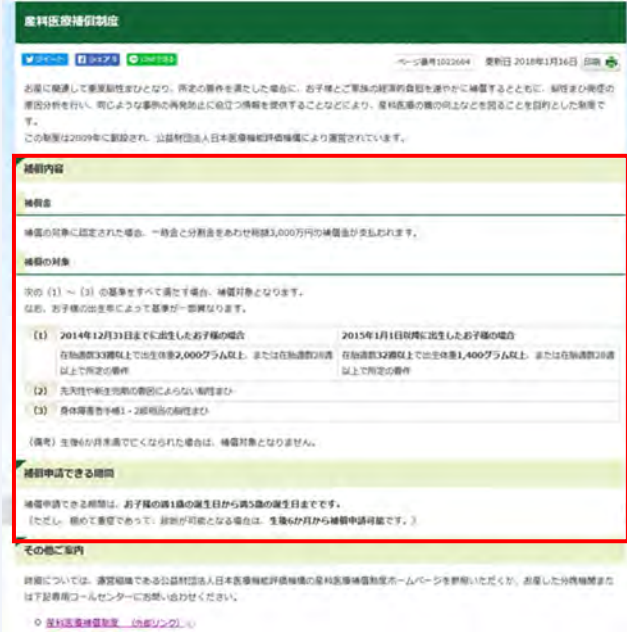 産科医療補償制度
ツイート シェアする LINEで送る
ページ番号1022664 更新日 2018年1月16日 印刷
お産に関連して重度脳性まひとなり、所定の要件を満たした場合に、お子様とご家族の経済的負担を速やかに補償するとともに、脳性まひ発症の
原因分析を行い、同じような事例の再発防止に役立つ情報を提供することなどにより、産科医療の質の向上などを図ることを目的とした制度で
す。
この制度は2009年に創設され、公益財団法人日本医療機能評価機構により運営されています。
補償内容
補償金
補償の対象に認定された場合、一時金と分割金をあわせ総額3,000万円の補償金が支払われます。
補償の対象
次の（1）～（3）の基準をすべて満たす場合、補償対象となります。
なお、お子様の出生年によって基準が一部異なります。
(1) 2014年12月31日までに出生したお子様の場合 2015年1月1日以降に出生したお子様の場合
在胎週数33週以上で出生体重2,000グラム以上、または在胎週数28週 在胎週数32週以上で出生体重1,400グラム以上、または在胎週数28週
以上で所定の要件 以上で所定の要件
(2) 先天性や新生児期の要因によらない脳性まひ
(3) 身体障害者手帳1・2級相当の脳性まひ
（備考）生後6か月未満で亡くなられた場合は、補償対象となりません。
補償申請できる期間
補償申請できる期間は、お子様の満1歳の誕生日から満5歳の誕生日までです。
（ただし、極めて重症であって、診断が可能となる場合は、生後6か月から補償申請可能です。）
その他ご案内
詳細については、運営組織である公益財団法人日本医療機能評価機構の産科医療補償制度ホームページを参照いただくか、お産した分娩機関また
は下記専用コールセンターにお問い合わせください。
産科医療補償制度 （外部リンク）